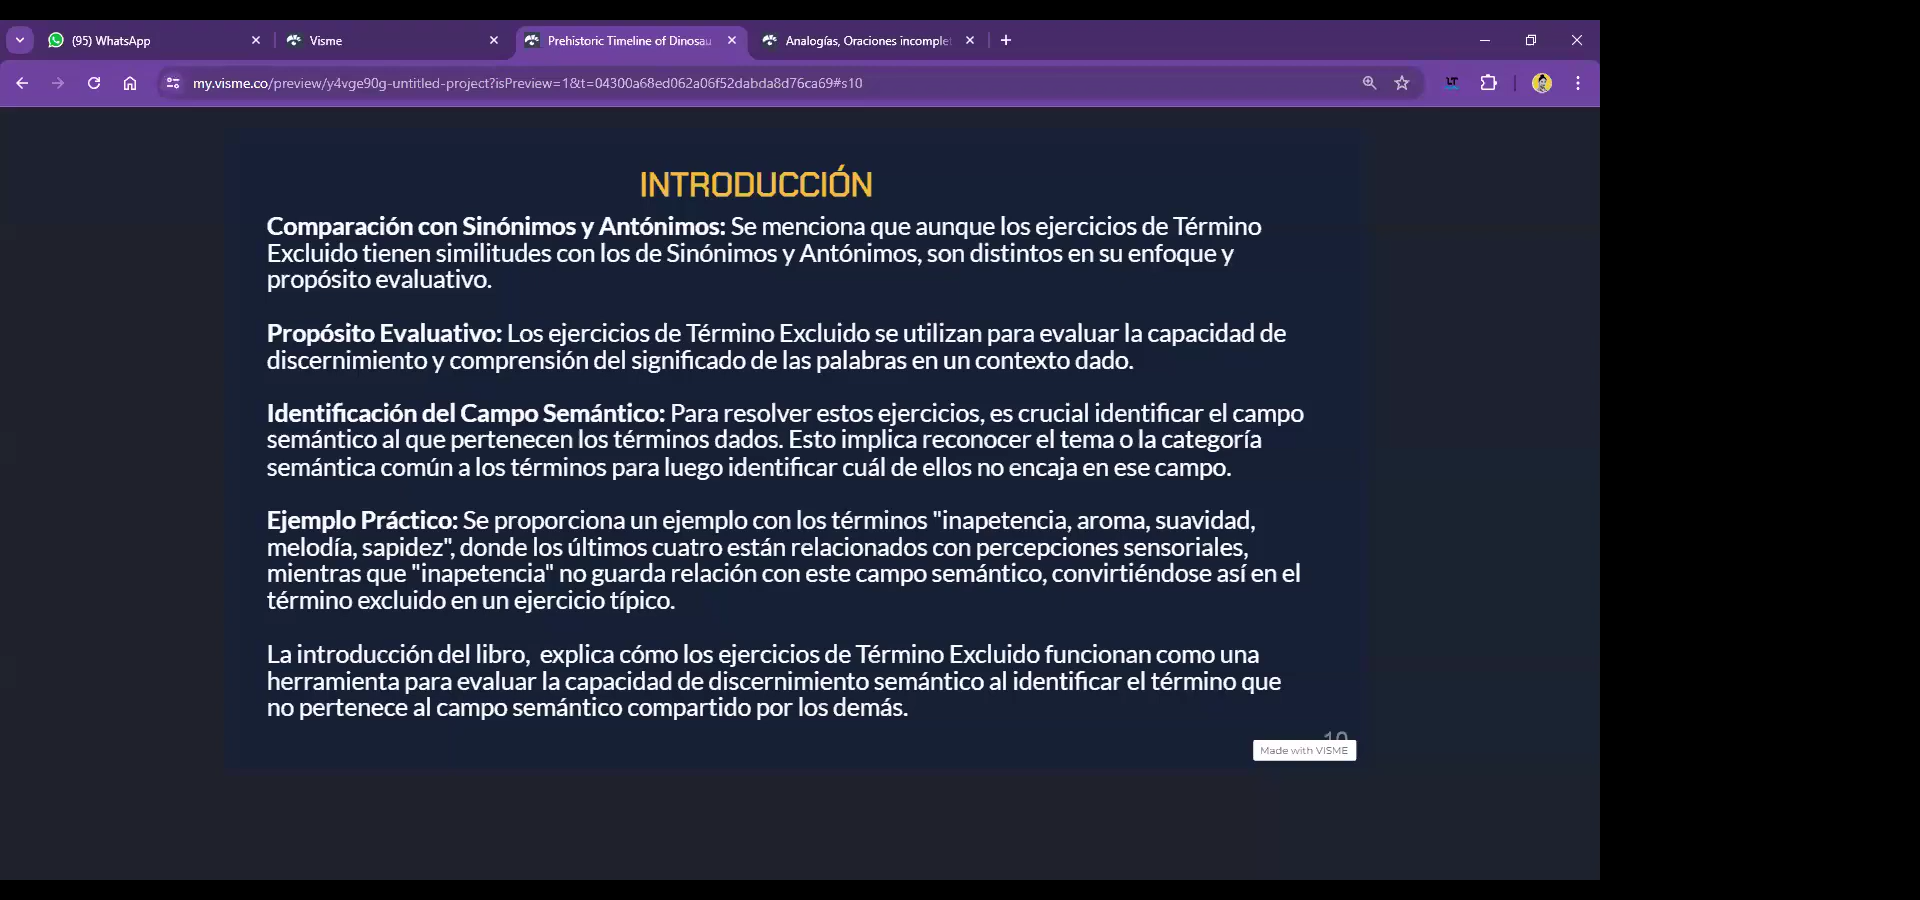 (95) WhatsApp
Visme
Prehistoric Timeline of Dinosau
Analogías, Oraciones incomplet
my.visme.co/preview/y4vge90g-untitled-project?isPreview=1&t=04300a68ed062a06f52dabda8d76ca69#s10
LT
INTRODUCCIÓN
Comparación con Sinónimos y Antónimos: Se menciona que aunque los ejercicios de Término
Excluido tienen similitudes con los de Sinónimos y Antónimos, son distintos en su enfoque y
propósito evaluativo.
Propósito Evaluativo: Los ejercicios de Término Excluido se utilizan para evaluar la capacidad de
discernimiento y comprensión del significado de las palabras en un contexto dado.
Identificación del Campo Semántico: Para resolver estos ejercicios, es crucial identificar el campo
semántico al que pertenecen los términos dados. Esto implica reconocer el tema o la categoría
semántica común a los términos para luego identificar cuál de ellos no encaja en ese campo.
Ejemplo Práctico: Se proporciona un ejemplo con los términos "inapetencia, aroma, suavidad,
melodía, sapidez", donde los últimos cuatro están relacionados con percepciones sensoriales,
mientras que "inapetencia" no guarda relación con este campo semántico, convirtiéndose así en el
término excluido en un ejercicio típico.
La introducción del libro,  explica cómo los ejercicios de Término Excluido funcionan como una
herramienta para evaluar la capacidad de discernimiento semántico al identificar el término que
no pertenece al campo semántico compartido por los demás.
10
Made with VISME